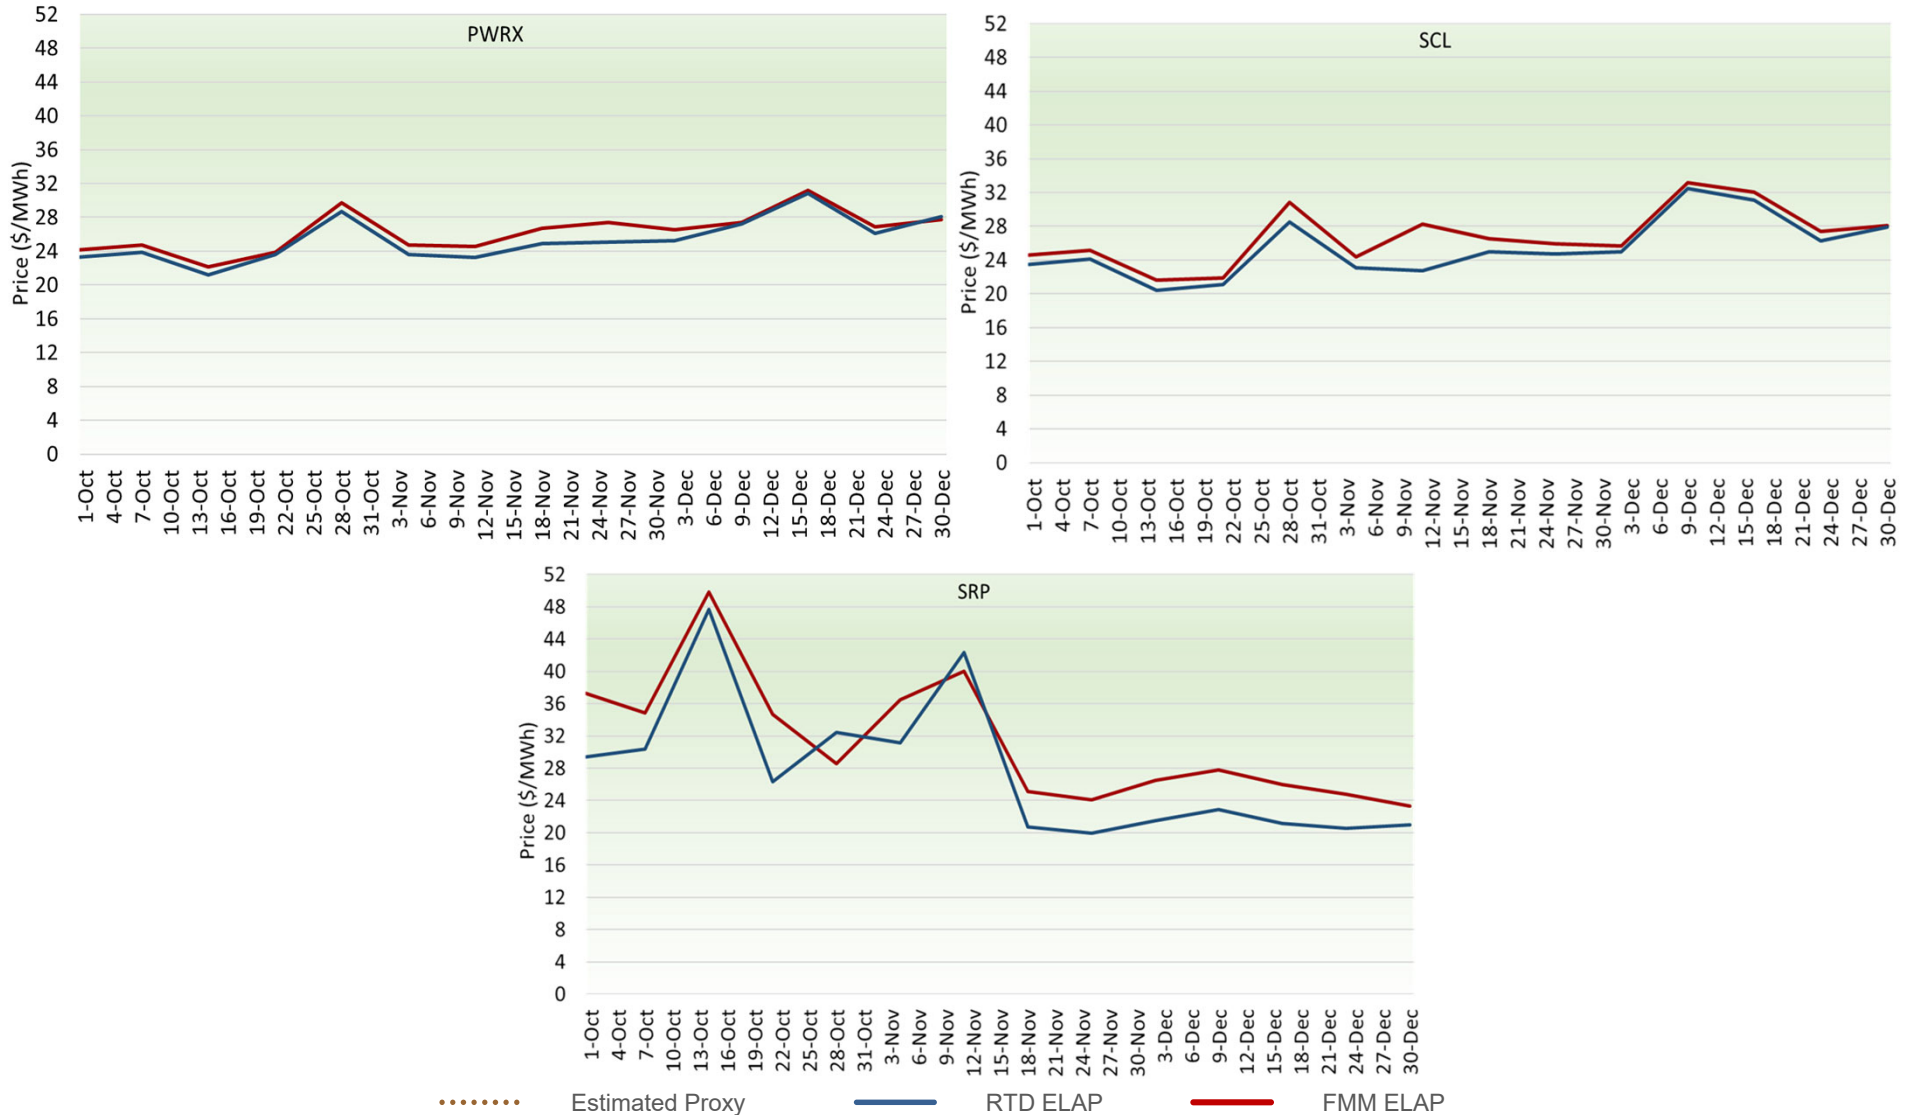 PWRX
Price ($/MWh)
52
48
44
40
36
32
28
24
20
16
12
8
4
0
1-Oct
4-Oct
7-Oct
10-Oct
13-Oct
16-Oct
19-Oct
22-Oct
25-Oct
28-Oct
31-Oct
3-Nov
6-Nov
9-Nov
12-Nov
15-Nov
18-Nov
21-Nov
24-Nov
27-Nov
30-Nov
3-Dec
6-Dec
9-Dec
12-Dec
15-Dec
18-Dec
21-Dec
24-Dec
27-Dec
30-Dec
SCL
Price ($/MWh)
52
48
44
40
36
32
28
24
20
16
12
8
4
0
1-Oct
4-Oct
7-Oct
10-Oct
13-Oct
16-Oct
19-Oct
22-Oct
25-Oct
28-Oct
31-Oct
3-Nov
6-Nov
9-Nov
12-Nov
15-Nov
18-Nov
21-Nov
24-Nov
27-Nov
30-Nov
3-Dec
6-Dec
9-Dec
12-Dec
15-Dec
18-Dec
21-Dec
24-Dec
27-Dec
30-Dec
SRP
Price ($/MWh)
52
48
44
40
36
32
28
24
20
16
12
8
4
0
1-Oct
4-Oct
7-Oct
10-Oct
13-Oct
16-Oct
19-Oct
22-Oct
25-Oct
28-Oct
31-Oct
3-Nov
6-Nov
9-Nov
12-Nov
15-Nov
18-Nov
21-Nov
24-Nov
27-Nov
30-Nov
3-Dec
6-Dec
9-Dec
12-Dec
15-Dec
18-Dec
21-Dec
24-Dec
27-Dec
30-Dec
Estimated Proxy
RTD ELAP
FMM ELAP